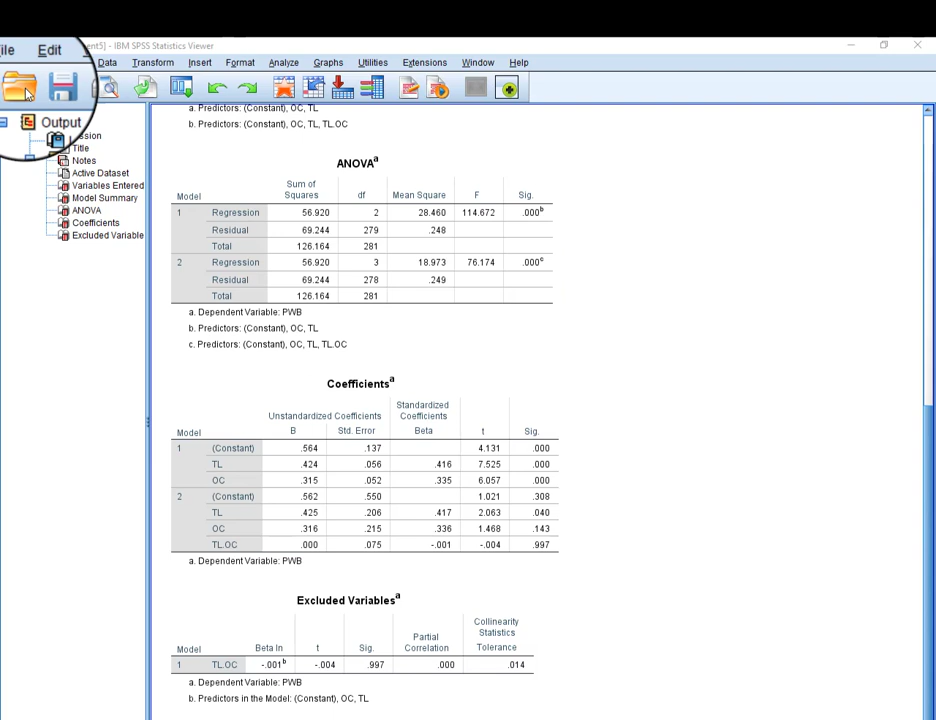 ile Edit
ent5] - IBM SPSS Statistics Viewer
Data Transform Insert Format Analyze Graphs Utilities Extensions Window Help
Output
ssion
Title
Notes
Active Dataset
Variables Entered
Model Summary
ANOVA
Coefficients
Excluded Variable
a. Predictors: (Constant), OC, TL
b. Predictors: (Constant), OC, TL, TL.OC
ANOVAa
Model Sum of Squares df Mean Square F Sig.
1 Regression 56.920 2 28.460 114.672 .000b
Residual 69.244 279 .248
Total 126.164 281
2 Regression 56.920 3 18.973 76.174 .000c
Residual 69.244 278 .249
Total 126.164 281
a. Dependent Variable: PWB
b. Predictors: (Constant), OC, TL
c. Predictors: (Constant), OC, TL, TL.OC
Coefficientsa
Unstandardized Coefficients Standardized Coefficients
Model B Std. Error Beta t Sig.
1 (Constant) .564 .137 4.131 .000
TL .424 .056 .416 7.525 .000
OC .315 .052 .335 6.057 .000
2 (Constant) .562 .550 1.021 .308
TL .425 .206 .417 2.063 .040
OC .316 .215 .336 1.468 .143
TL.OC .000 .075 -.001 -.004 .997
a. Dependent Variable: PWB
Excluded Variablesa
Collinearity Statistics
Model Beta In t Sig. Partial Correlation Tolerance
1 TL.OC -.001b -.004 .997 .000 .014
a. Dependent Variable: PWB
b. Predictors in the Model: (Constant), OC, TL